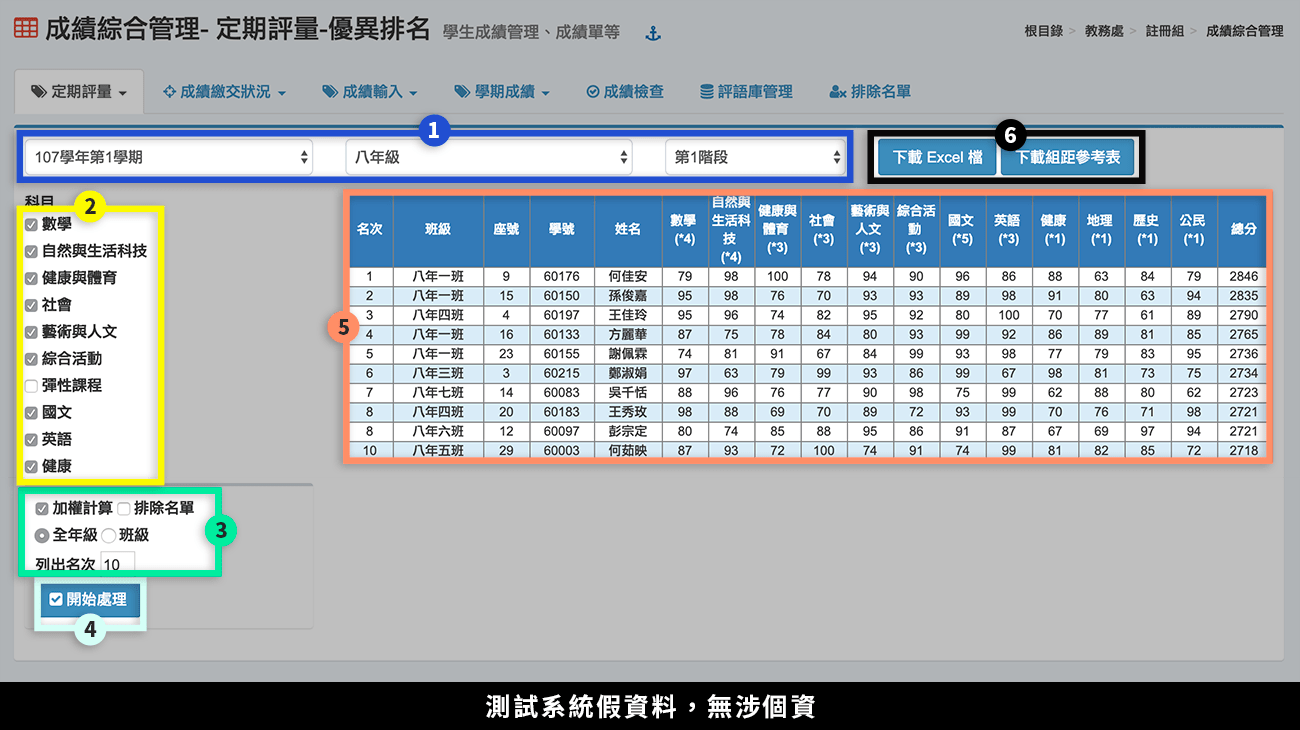 成績綜合管理- 定期評量-優異排名 學生成績管理、成績單等
根目錄 > 教務處 > 註冊組 > 成績綜合管理
定期評量 成績繳交狀況 成績輸入 學期成績 成績檢查 評語庫管理 排除名單
1
6
107學年第1學期 八年級 第1階段 下載 Excel 檔 下載組距參考表
科目
2
數學
自然與生活科技
健康與體育
社會
藝術與人文
綜合活動
彈性課程
國文
英語
健康
加權計算 排除名單
3
全年級 班級
列出名次 10
開始處理
4
5
名次 班級 座號 學號 姓名 數學(*4) 自然與生活科技(*4) 健康與體育(*3) 社會(*3) 藝術與人文(*3) 綜合活動(*3) 國文(*5) 英語(*3) 健康(*1) 地理(*1) 歷史(*1) 公民(*1) 總分
1 八年一班 9 60176 何佳安 79 98 100 78 94 90 96 86 88 63 84 79 2846
2 八年一班 15 60150 孫俊嘉 95 98 76 70 93 93 89 98 91 80 63 94 2835
3 八年四班 4 60197 王佳玲 95 96 74 82 95 92 80 100 70 77 61 89 2790
4 八年一班 16 60133 方麗華 87 75 78 84 80 93 99 92 86 89 81 85 2765
5 八年一班 23 60155 謝佩霖 74 81 91 67 84 99 93 98 77 79 83 95 2736
6 八年三班 3 60215 鄭淑娟 97 63 79 99 93 86 99 67 98 81 73 75 2734
7 八年七班 14 60083 吳千恬 88 96 76 77 90 98 75 99 62 88 80 62 2723
8 八年四班 20 60183 王秀玫 98 88 69 70 89 72 93 99 70 76 71 98 2721
8 八年六班 12 60097 彭宗定 80 74 85 88 95 86 91 87 67 69 97 94 2721
10 八年五班 29 60003 何茹映 87 93 72 100 74 91 74 99 81 82 85 72 2718
測試系統假資料，無涉個資